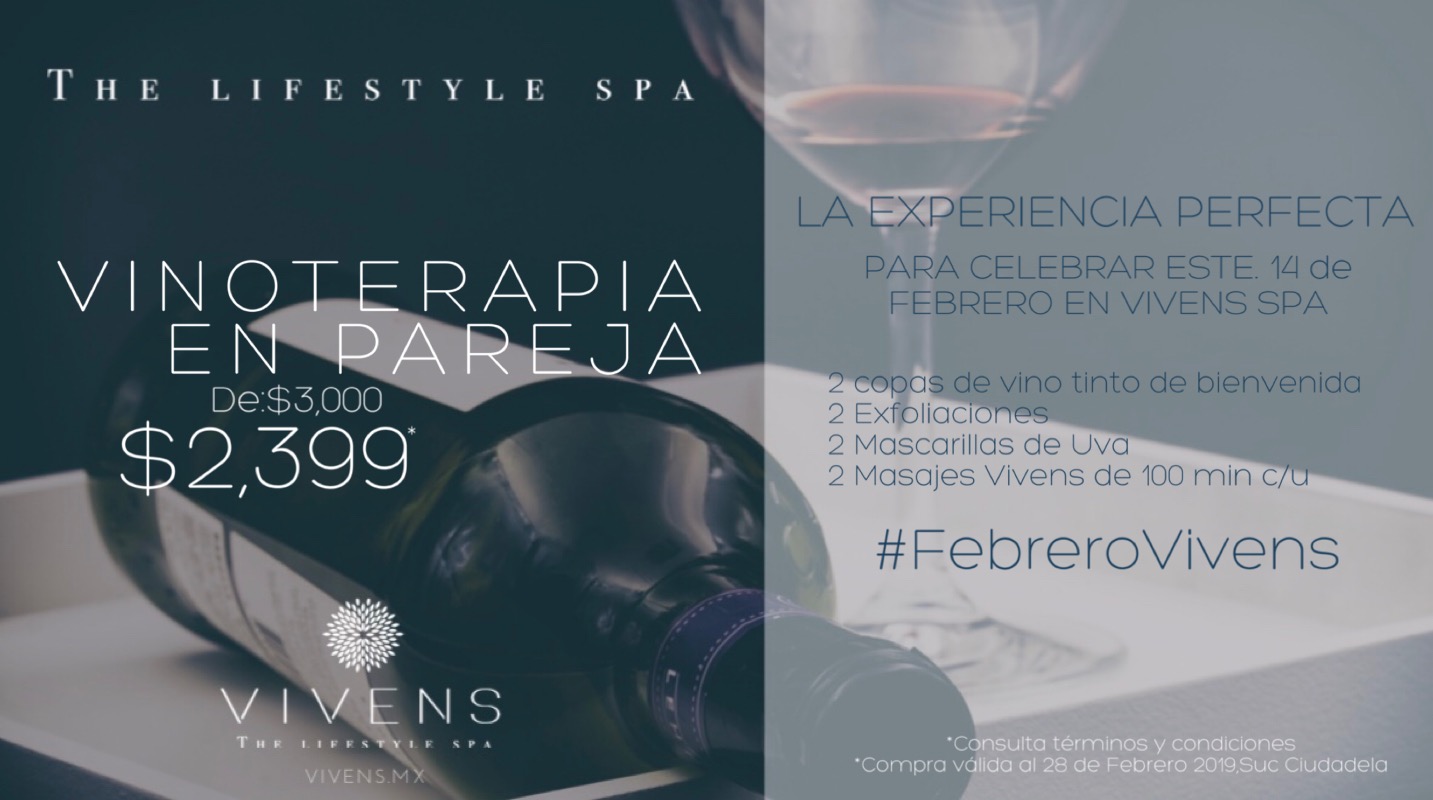 THE LIFESTYLE SPA
VINOTERAPIA
EN PAREJA
De:$3,000
$2,399*
VIVENS
THE LIFESTYLE SPA
VIVENS.MX
LA EXPERIENCIA PERFECTA
PARA CELEBRAR ESTE. 14 de
FEBRERO EN VIVENS SPA
2 copas de vino tinto de bienvenida
2 Exfoliaciones
2 Mascarillas de Uva
2 Masajes Vivens de 100 min c/u
#FebreroVivens
*Consulta términos y condiciones
*Compra válida al 28 de Febrero 2019,Suc Ciudadela